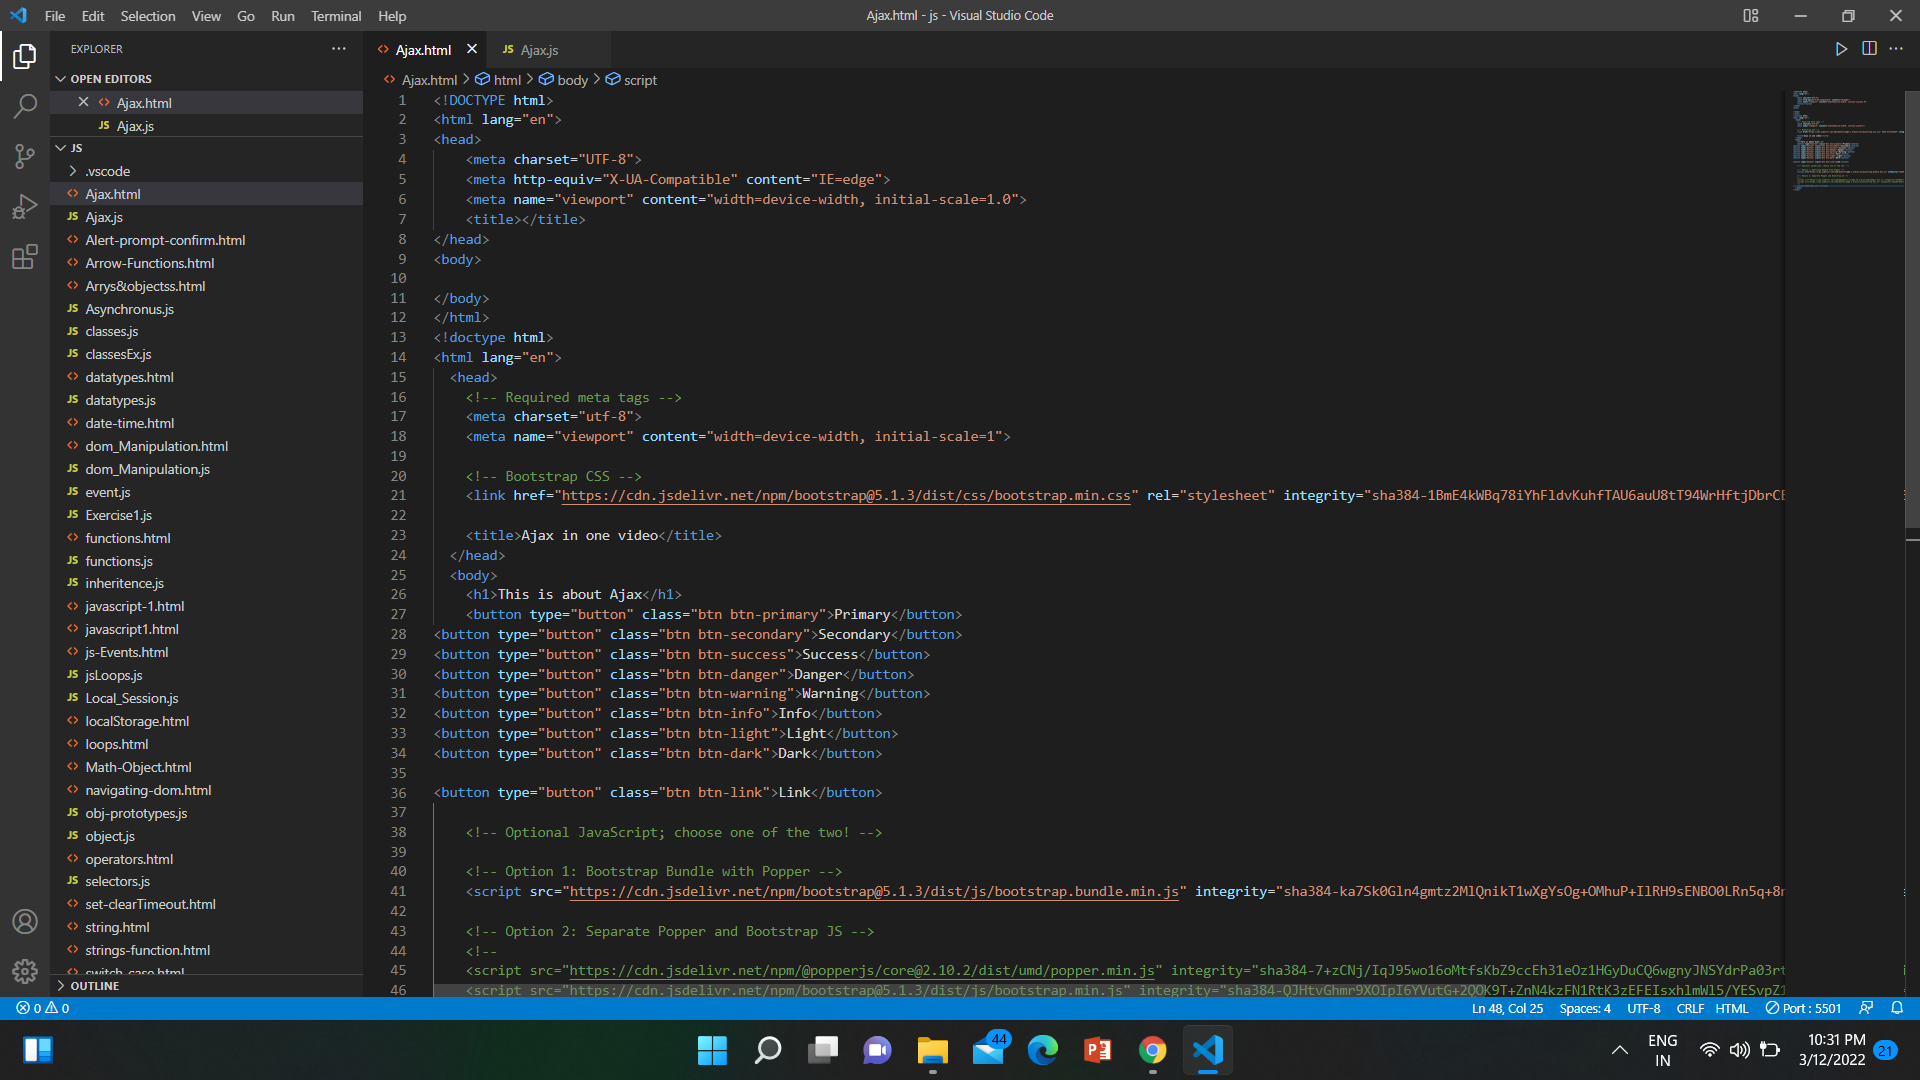 File Edit Selection View Go Run Terminal Help
Ajax.html - js - Visual Studio Code
EXPLORER
OPEN EDITORS
Ajax.html
JS Ajax.js
JS
.vscode
Ajax.html
JS Ajax.js
Alert-prompt-confirm.html
Arrow-Functions.html
Arrys&objectss.html
JS Asynchronus.js
JS classes.js
JS classesEx.js
datatypes.html
JS datatypes.js
date-time.html
dom_Manipulation.html
JS dom_Manipulation.js
JS event.js
JS Exercise1.js
functions.html
JS functions.js
JS inheritence.js
javascript-1.html
javascript1.html
js-Events.html
JS jsLoops.js
JS Local_Session.js
localStorage.html
loops.html
Math-Object.html
navigating-dom.html
JS obj-prototypes.js
JS object.js
operators.html
JS selectors.js
set-clearTimeout.html
string.html
strings-function.html
switch-case.html
OUTLINE
Ajax.html
JS Ajax.js
Ajax.html > html > body > script
1 <!DOCTYPE html>
2 <html lang="en">
3 <head>
4 <meta charset="UTF-8">
5 <meta http-equiv="X-UA-Compatible" content="IE=edge">
6 <meta name="viewport" content="width=device-width, initial-scale=1.0">
7 <title></title>
8 </head>
9 <body>
10
11 </body>
12 </html>
13 <!doctype html>
14 <html lang="en">
15 <head>
16 <!-- Required meta tags -->
17 <meta charset="utf-8">
18 <meta name="viewport" content="width=device-width, initial-scale=1">
19
20 <!-- Bootstrap CSS -->
21 <link href="https://cdn.jsdelivr.net/npm/bootstrap@5.1.3/dist/css/bootstrap.min.css" rel="stylesheet" integrity="sha384-1BmE4kWBq78iYhFldvKuhfTAU6auU8tT94WrHftjDbrCE
22
23 <title>Ajax in one video</title>
24 </head>
25 <body>
26 <h1>This is about Ajax</h1>
27 <button type="button" class="btn btn-primary">Primary</button>
28 <button type="button" class="btn btn-secondary">Secondary</button>
29 <button type="button" class="btn btn-success">Success</button>
30 <button type="button" class="btn btn-danger">Danger</button>
31 <button type="button" class="btn btn-warning">Warning</button>
32 <button type="button" class="btn btn-info">Info</button>
33 <button type="button" class="btn btn-light">Light</button>
34 <button type="button" class="btn btn-dark">Dark</button>
35
36 <button type="button" class="btn btn-link">Link</button>
37
38 <!-- Optional JavaScript; choose one of the two! -->
39
40 <!-- Option 1: Bootstrap Bundle with Popper -->
41 <script src="https://cdn.jsdelivr.net/npm/bootstrap@5.1.3/dist/js/bootstrap.bundle.min.js" integrity="sha384-ka7Sk0Gln4gmtz2MlQnikT1wXgYsOg+OMhuP+IlRH9sENBO0LRn5q+8n
42
43 <!-- Option 2: Separate Popper and Bootstrap JS -->
44 <!--
45 <script src="https://cdn.jsdelivr.net/npm/@popperjs/core@2.10.2/dist/umd/popper.min.js" integrity="sha384-7+zCNj/IqJ95wo16oMtfsKbZ9ccEh31eOz1HGyDuCQ6wgnyJNSYdrPa03rt
46 <script src="https://cdn.jsdelivr.net/npm/bootstrap@5.1.3/dist/js/bootstrap.min.js" integrity="sha384-QJHtvGhmr9XOIpI6YVutG+2QOK9T+ZnN4kzFN1RtK3zEFEIsxhlmWl5/YESvpZ1
0 0
Ln 48, Col 25 Spaces: 4 UTF-8 CRLF HTML Port : 5501
44
ENG
IN
10:31 PM
3/12/2022
21